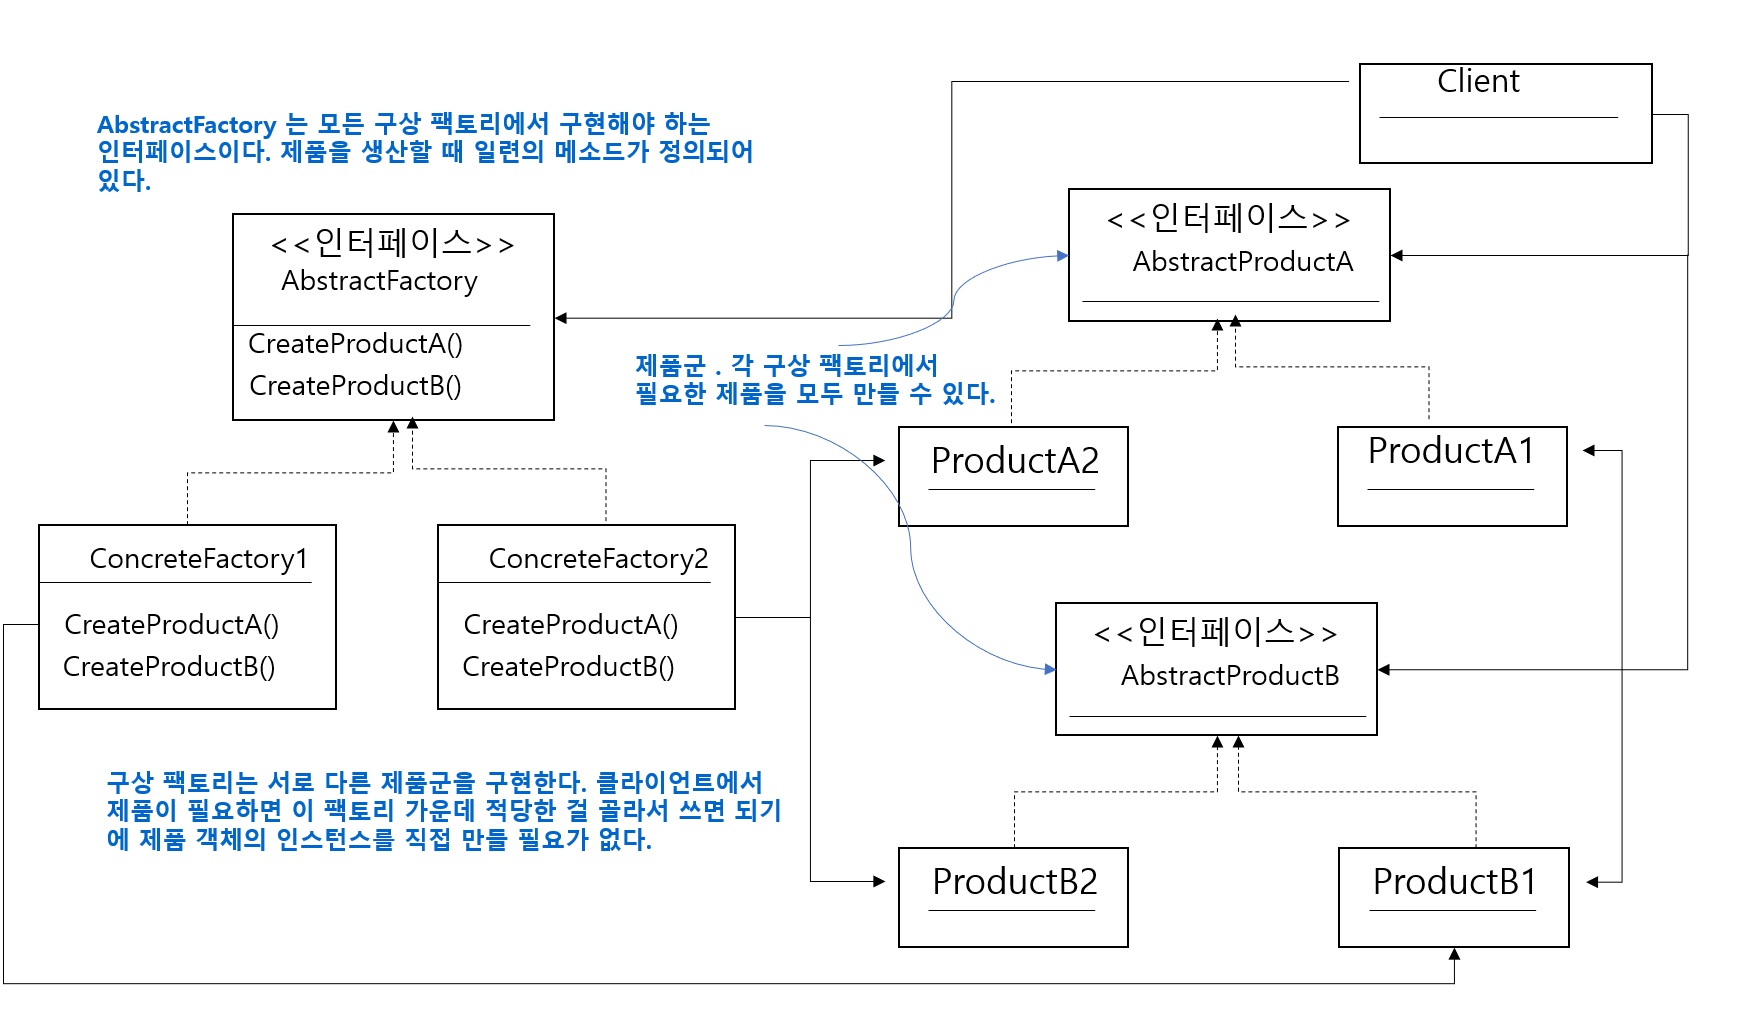 Client
AbstractFactory 는 모든 구상 팩토리에서 구현해야 하는
인터페이스이다. 제품을 생산할 때 일련의 메소드가 정의되어
있다.
<<인터페이스>>
AbstractFactory
CreateProductA()
CreateProductB()
<<인터페이스>>
AbstractProductA
제품군 . 각 구상 팩토리에서
필요한 제품을 모두 만들 수 있다.
ProductA2
ProductA1
ConcreteFactory1
CreateProductA()
CreateProductB()
ConcreteFactory2
CreateProductA()
CreateProductB()
<<인터페이스>>
AbstractProductB
구상 팩토리는 서로 다른 제품군을 구현한다. 클라이언트에서
제품이 필요하면 이 팩토리 가운데 적당한 걸 골라서 쓰면 되기
에 제품 객체의 인스턴스를 직접 만들 필요가 없다.
ProductB2
ProductB1